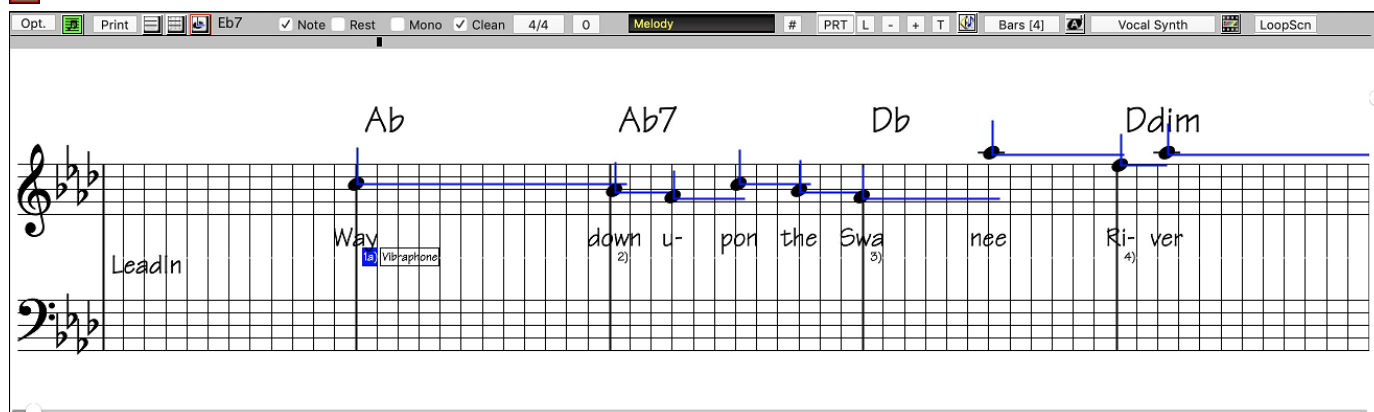 Opt. Print Eb7 Note Rest Mono Clean 4/4 0 Melody # PRT L - + T Bars [4] A Vocal Synth LoopScn
Ab Ab7 Db Ddim
Way down u- pon the Swa nee Ri- ver
1a) Vibraphone 2) 3) 4)
LeadIn